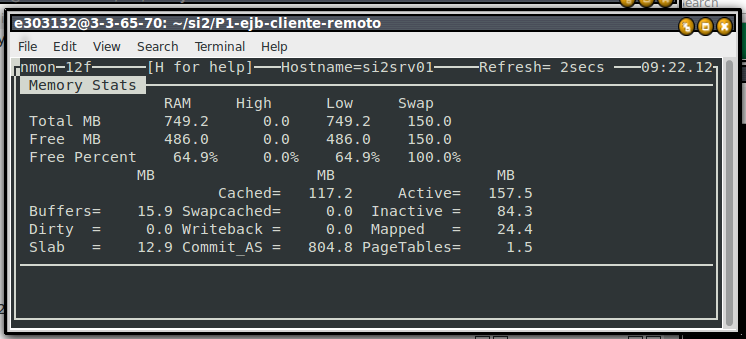 earch
e303132@3-3-65-70: ~/si2/P1-ejb-cliente-remoto
File Edit View Search Terminal Help
nmon─12f [H for help] Hostname=si2srv01 Refresh= 2secs 09:22.12
Memory Stats
RAM High Low Swap
Total MB 749.2 0.0 749.2 150.0
Free MB 486.0 0.0 486.0 150.0
Free Percent 64.9% 0.0% 64.9% 100.0%
MB MB MB
Cached= 117.2 Active= 157.5
Buffers= 15.9 Swapcached= 0.0 Inactive = 84.3
Dirty = 0.0 Writeback = 0.0 Mapped = 24.4
Slab = 12.9 Commit_AS = 804.8 PageTables= 1.5